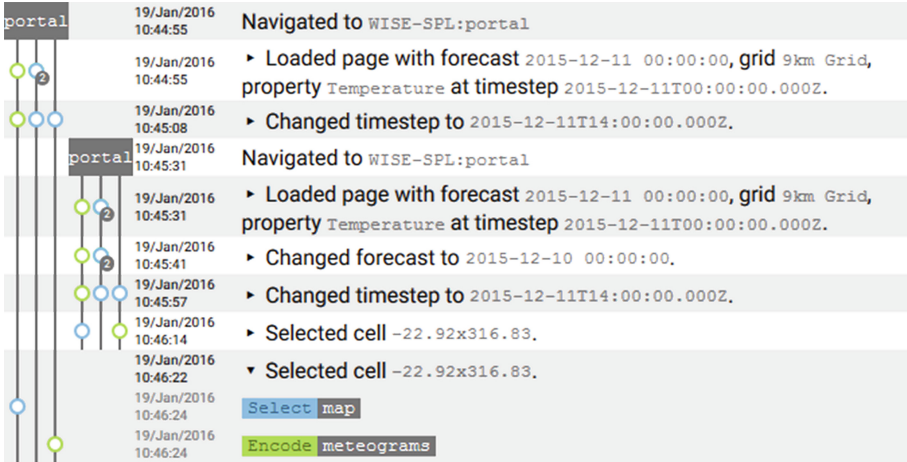 portal 19/Jan/2016 10:44:55 Navigated to WISE-SPL:portal
19/Jan/2016 10:44:55 ▸ Loaded page with forecast 2015-12-11 00:00:00, grid 9km Grid,
2 property Temperature at timestep 2015-12-11T00:00:00.000Z.
19/Jan/2016 10:45:08 ▸ Changed timestep to 2015-12-11T14:00:00.000Z.
portal 19/Jan/2016 10:45:31 Navigated to WISE-SPL:portal
19/Jan/2016 10:45:31 ▸ Loaded page with forecast 2015-12-11 00:00:00, grid 9km Grid,
2 property Temperature at timestep 2015-12-11T00:00:00.000Z.
2 19/Jan/2016 10:45:41 ▸ Changed forecast to 2015-12-10 00:00:00.
19/Jan/2016 10:45:57 ▸ Changed timestep to 2015-12-11T14:00:00.000Z.
19/Jan/2016 10:46:14 ▸ Selected cell -22.92x316.83.
19/Jan/2016 10:46:22 ▾ Selected cell -22.92x316.83.
19/Jan/2016 10:46:24 Select map
19/Jan/2016 10:46:24 Encode meteograms